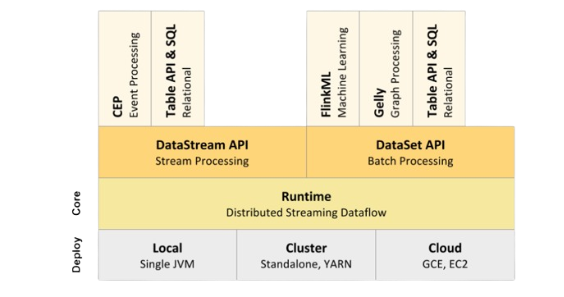 CEP
Event Processing
Table API & SQL
Relational
FlinkML
Machine Learning
Gelly
Graph Processing
Table API & SQL
Relational
DataStream API
Stream Processing
DataSet API
Batch Processing
Core
Runtime
Distributed Streaming Dataflow
Deploy
Local
Single JVM
Cluster
Standalone, YARN
Cloud
GCE, EC2